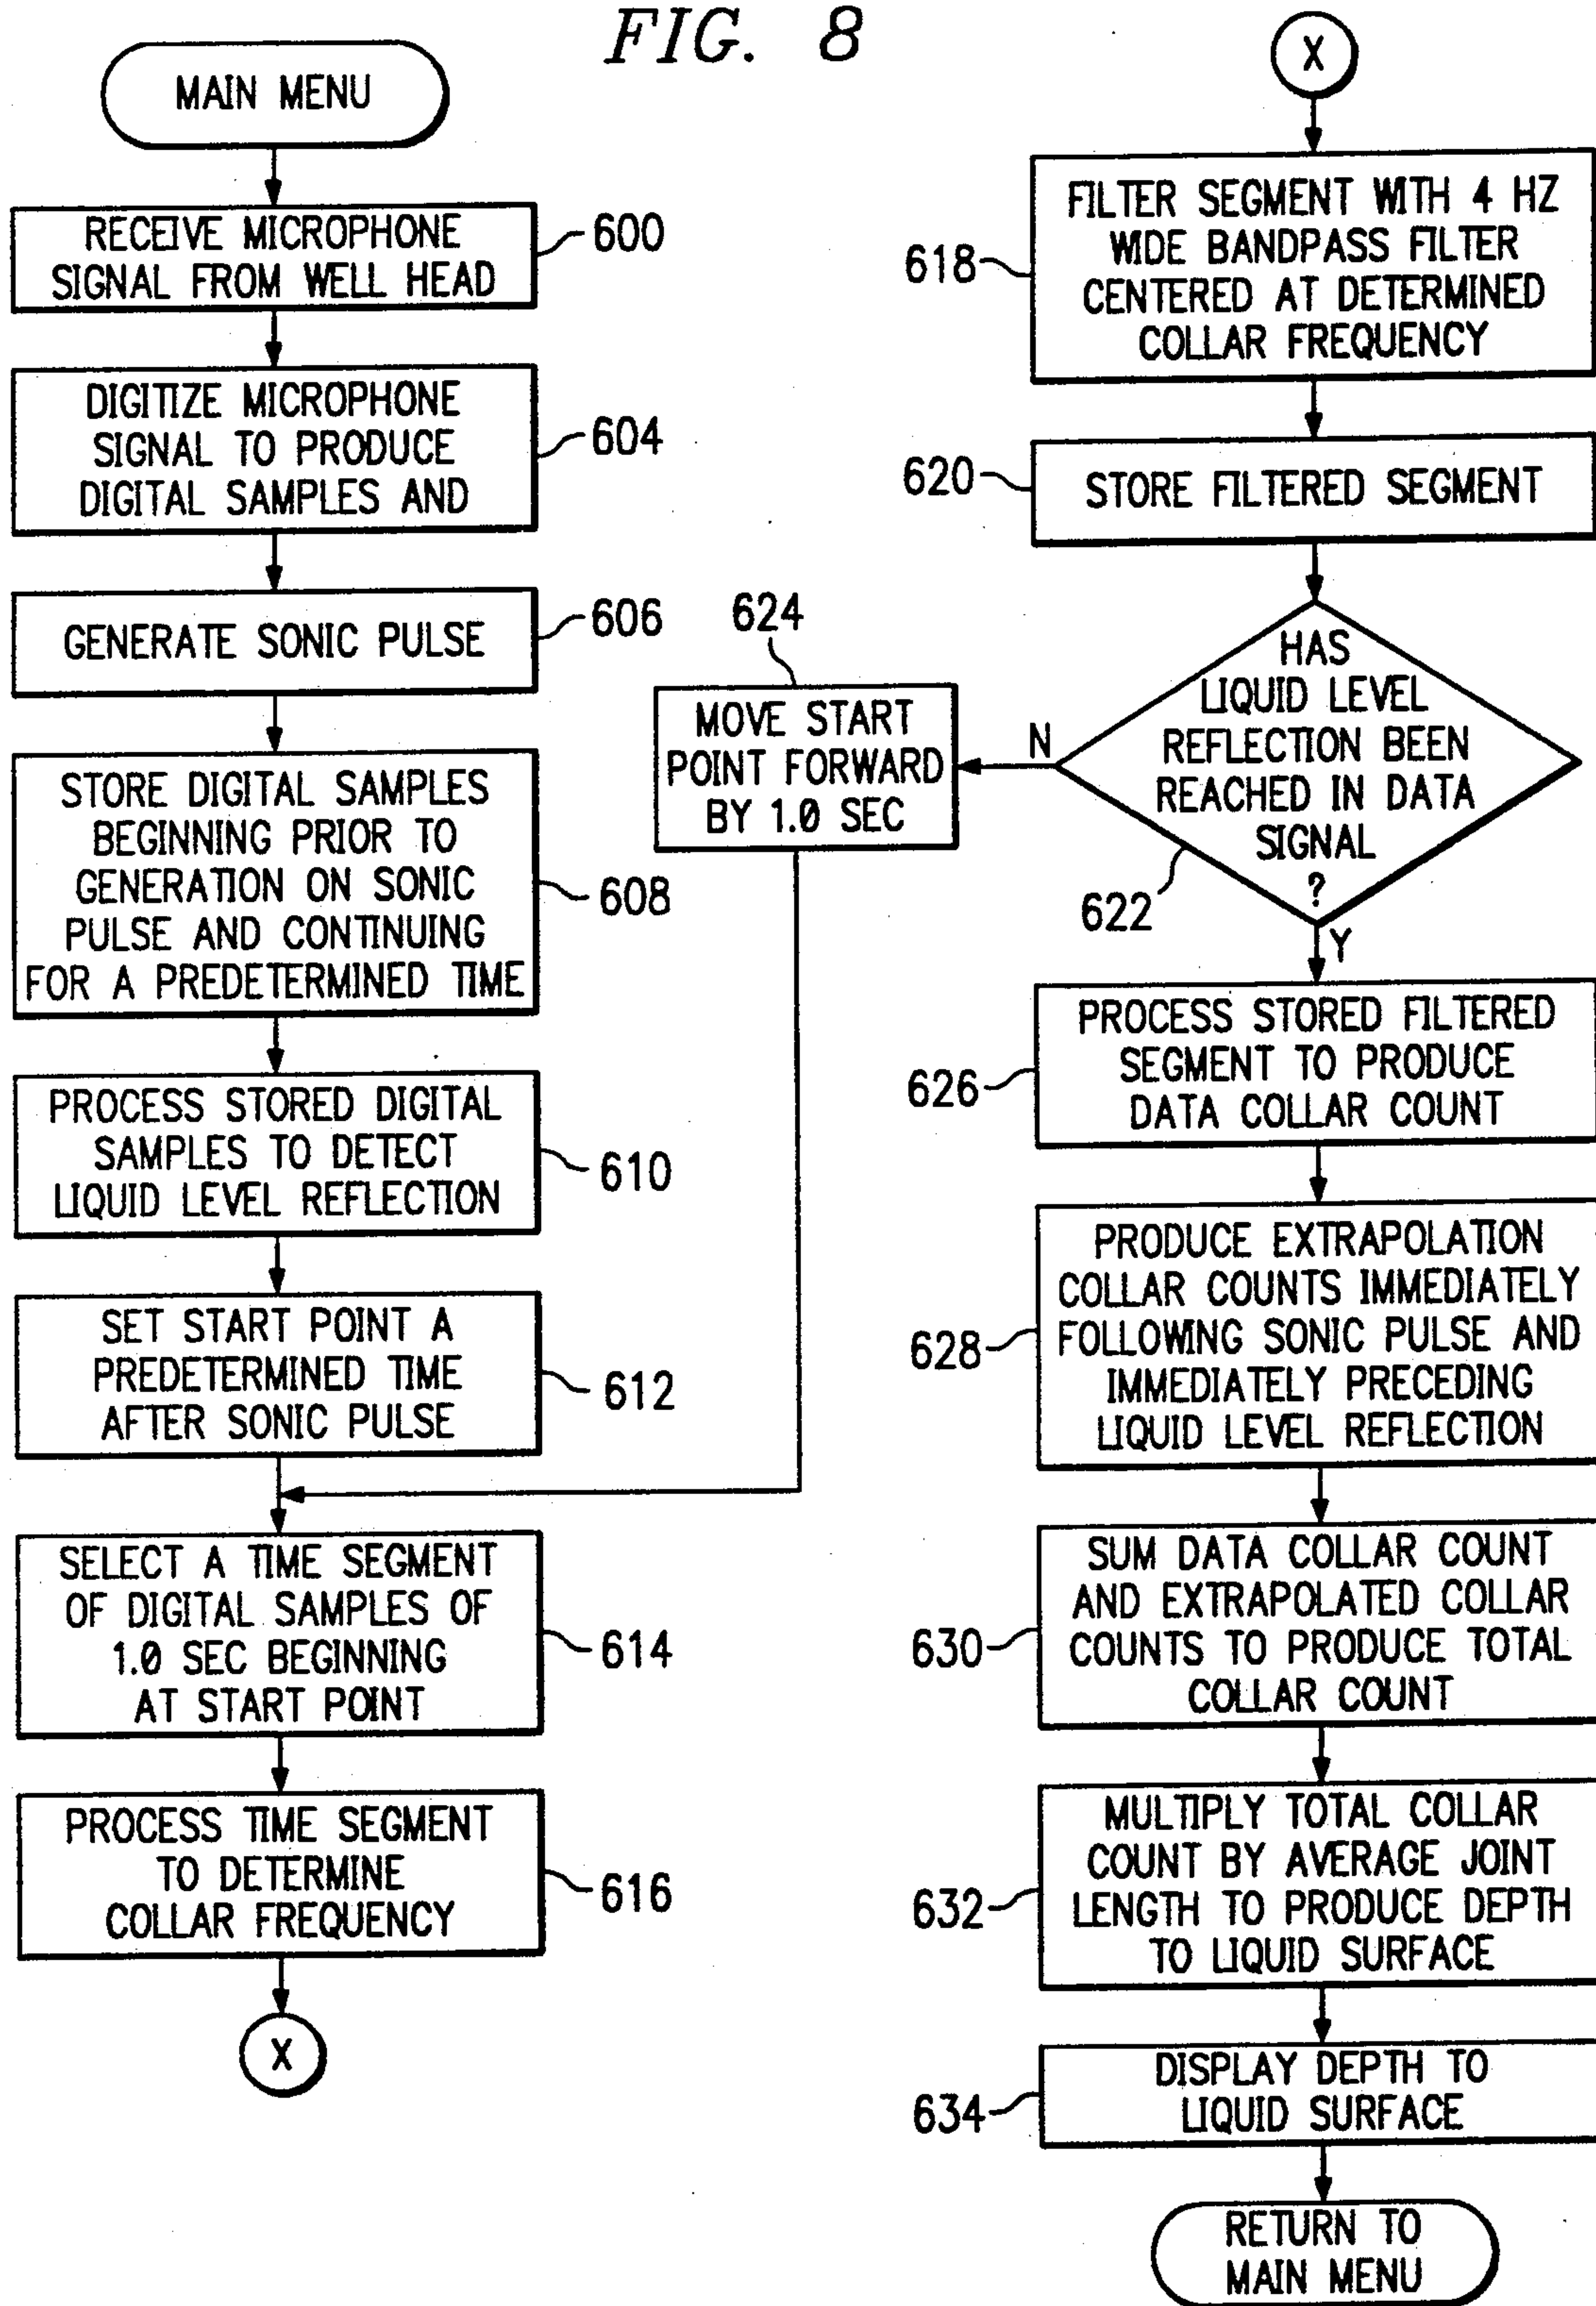 FIG. 8
MAIN MENU
RECEIVE MICROPHONE
SIGNAL FROM WELL HEAD
600
DIGITIZE MICROPHONE
SIGNAL TO PRODUCE
DIGITAL SAMPLES AND
604
GENERATE SONIC PULSE
606
STORE DIGITAL SAMPLES
BEGINNING PRIOR TO
GENERATION ON SONIC
PULSE AND CONTINUING
FOR A PREDETERMINED TIME
608
PROCESS STORED DIGITAL
SAMPLES TO DETECT
LIQUID LEVEL REFLECTION
610
SET START POINT A
PREDETERMINED TIME
AFTER SONIC PULSE
612
SELECT A TIME SEGMENT
OF DIGITAL SAMPLES OF
1.0 SEC BEGINNING
AT START POINT
614
PROCESS TIME SEGMENT
TO DETERMINE
COLLAR FREQUENCY
616
X
X
FILTER SEGMENT WITH 4 HZ
WIDE BANDPASS FILTER
CENTERED AT DETERMINED
COLLAR FREQUENCY
618
STORE FILTERED SEGMENT
620
HAS
LIQUID LEVEL
REFLECTION BEEN
REACHED IN DATA
SIGNAL
?
622
N
624
MOVE START
POINT FORWARD
BY 1.0 SEC
Y
PROCESS STORED FILTERED
SEGMENT TO PRODUCE
DATA COLLAR COUNT
626
PRODUCE EXTRAPOLATION
COLLAR COUNTS IMMEDIATELY
FOLLOWING SONIC PULSE AND
IMMEDIATELY PRECEDING
LIQUID LEVEL REFLECTION
628
SUM DATA COLLAR COUNT
AND EXTRAPOLATED COLLAR
COUNTS TO PRODUCE TOTAL
COLLAR COUNT
630
MULTIPLY TOTAL COLLAR
COUNT BY AVERAGE JOINT
LENGTH TO PRODUCE DEPTH
TO LIQUID SURFACE
632
DISPLAY DEPTH TO
LIQUID SURFACE
634
RETURN TO
MAIN MENU